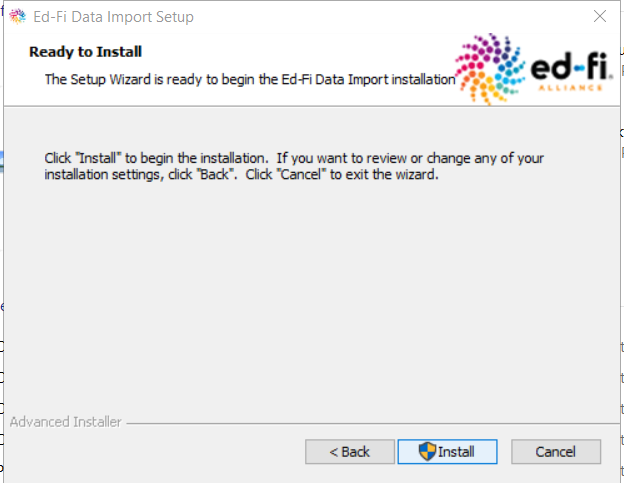 Ed-Fi Data Import Setup
Ready to Install
The Setup Wizard is ready to begin the Ed-Fi Data Import installation
ed-fi.
ALLIANCE
Click "Install" to begin the installation. If you want to review or change any of your
installation settings, click "Back". Click "Cancel" to exit the wizard.
Advanced Installer
< Back
Install
Cancel